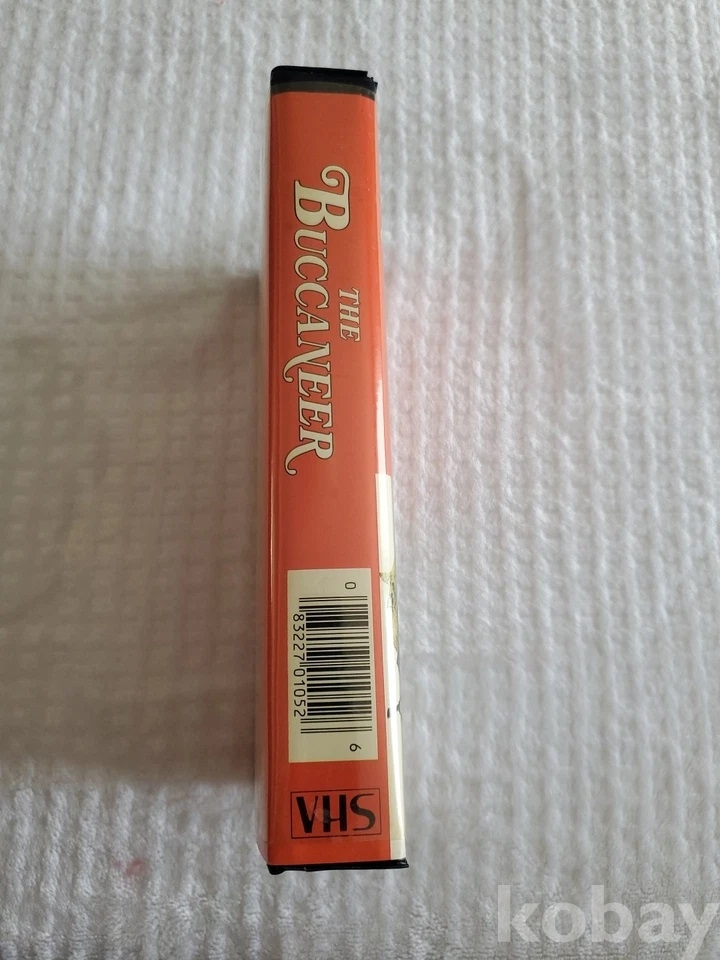 THE
BUCCANEER
0
83227 01052
6
VHS
kobay